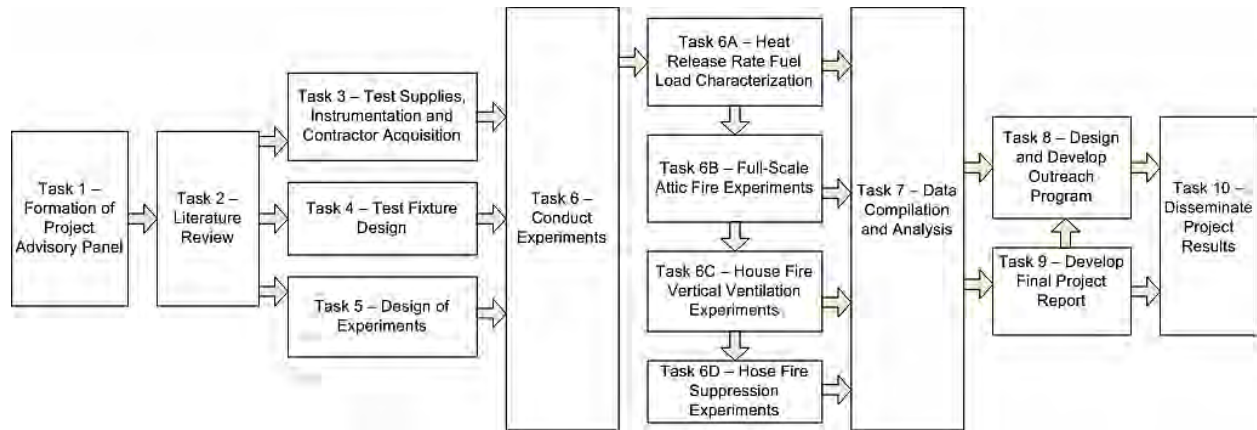 Task 1 –
Formation of
Project
Advisory Panel
Task 2 –
Literature
Review
Task 3 – Test Supplies,
Instrumentation and
Contractor Acquisition
Task 4 – Test Fixture
Design
Task 5 – Design of
Experiments
Task 6 –
Conduct
Experiments
Task 6A – Heat
Release Rate Fuel
Load Characterization
Task 6B – Full-Scale
Attic Fire Experiments
Task 6C – House Fire
Vertical Ventilation
Experiments
Task 6D – Hose Fire
Suppression
Experiments
Task 7 – Data
Compilation
and Analysis
Task 8 – Design
and Develop
Outreach
Program
Task 9 – Develop
Final Project
Report
Task 10 –
Disseminate
Project
Results